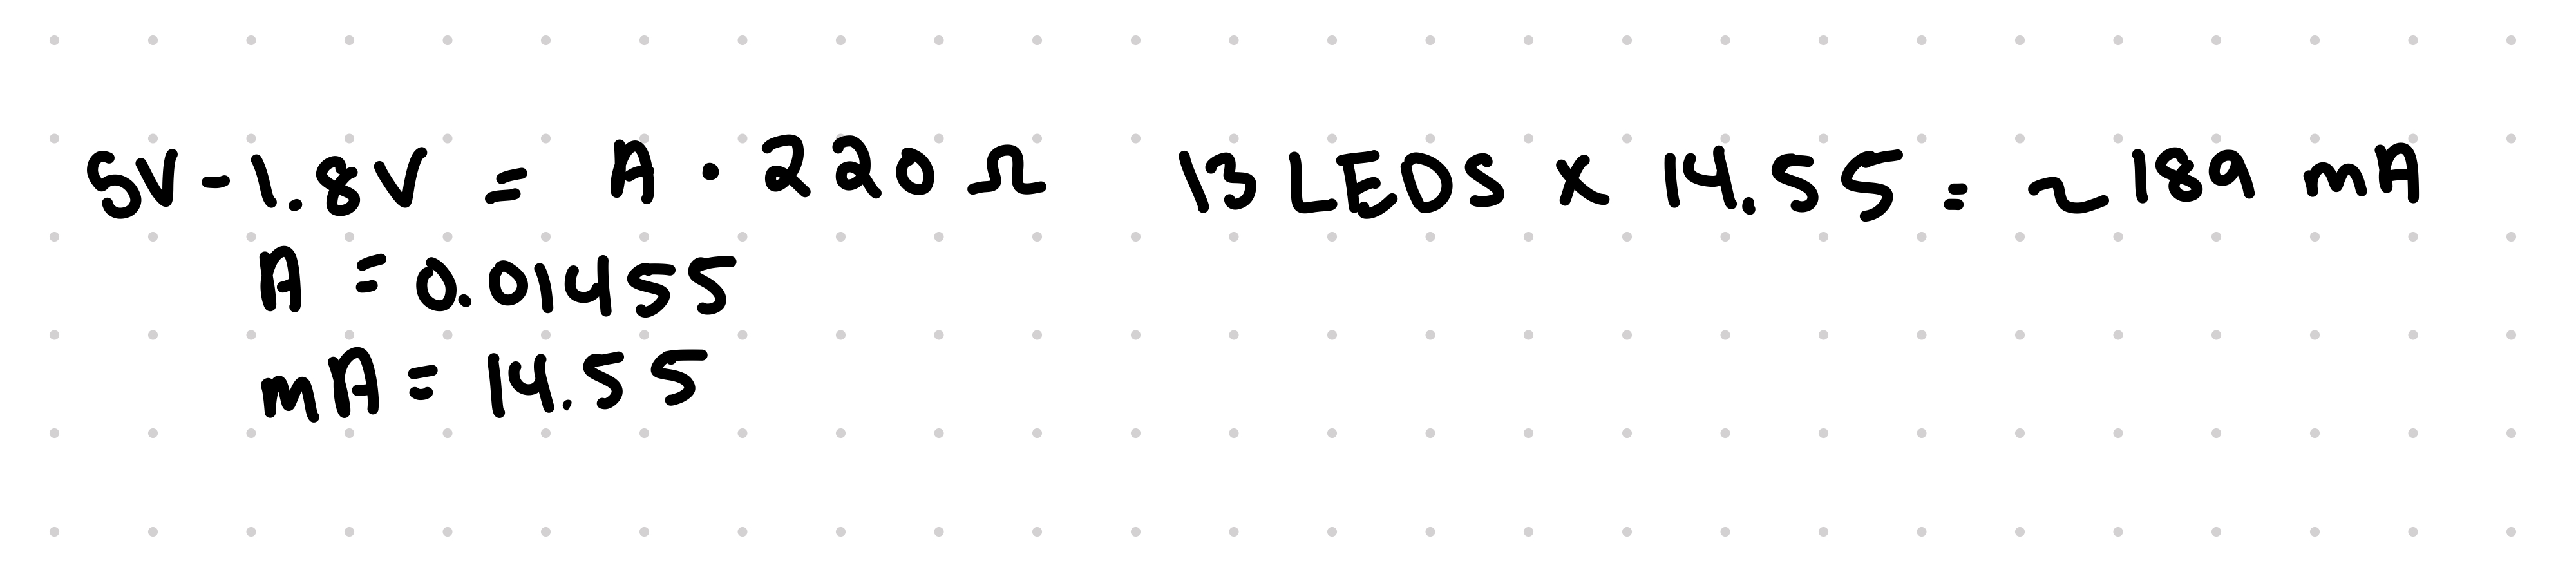 5V - 1.8V = A · 220 Ω
A = 0.01455
mA = 14.55
13 LEDS x 14.55 = ~189 mA